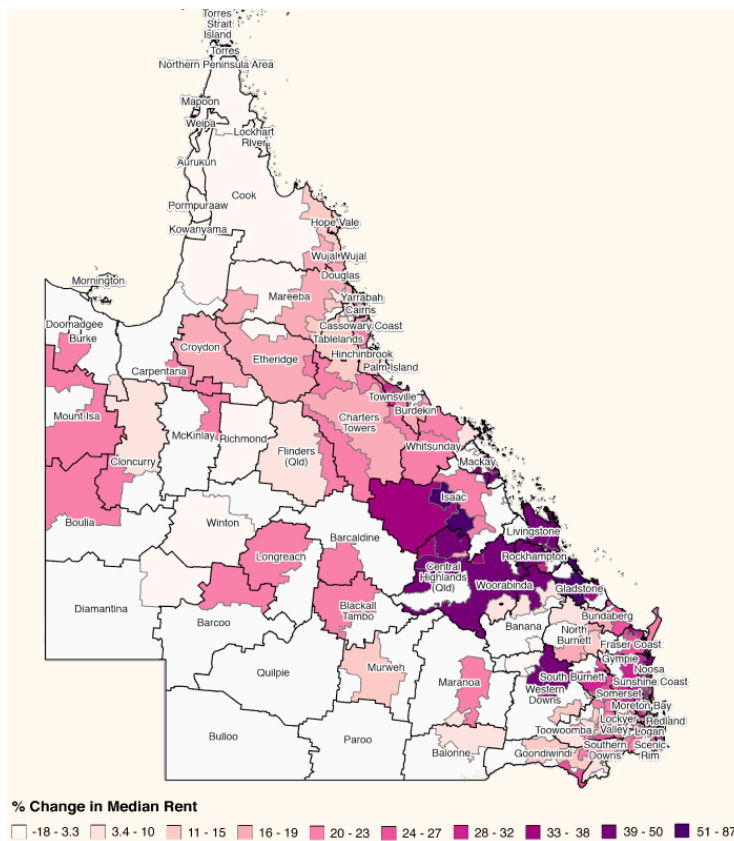 Torres
Strait
Island
Torres
Northern Peninsula Area
Mapoon
Weipa
Lockhart
River
Aurukun
Cook
Pormpuraaw
Kowanyama
Hope Vale
Wujal Wujal
Douglas
Mornington
Mareeba
Yarrabah
Cairns
Doomadgee
Burke
Cassowary Coast
Tablelands
Croydon
Etheridge
Hinchinbrook
Carpentaria
Palm Island
Townsville
Burdekin
Mount Isa
McKinlay
Richmond
Charters
Towers
Flinders
(Qld)
Whitsunday
Cloncurry
Mackay
Isaac
Boulia
Winton
Livingstone
Barcaldine
Longreach
Rockhampton
Central
Highlands
(Qld)
Woorabinda
Gladstone
Diamantina
Barcoo
Blackall
Tambo
Banana
Bundaberg
North
Burnett
Fraser Coast
Gympie
Noosa
Quilpie
Murweh
Maranoa
South Burnett
Sunshine Coast
Western
Downs
Somerset
Moreton Bay
Lockyer
Valley
Redland
Logan
Bulloo
Paroo
Balonne
Toowoomba
Goondiwindi
Southern
Downs
Scenic
Rim
% Change in Median Rent
-18 - 3.3
3.4 - 10
11 - 15
16 - 19
20 - 23
24 - 27
28 - 32
33 - 38
39 - 50
51 - 87